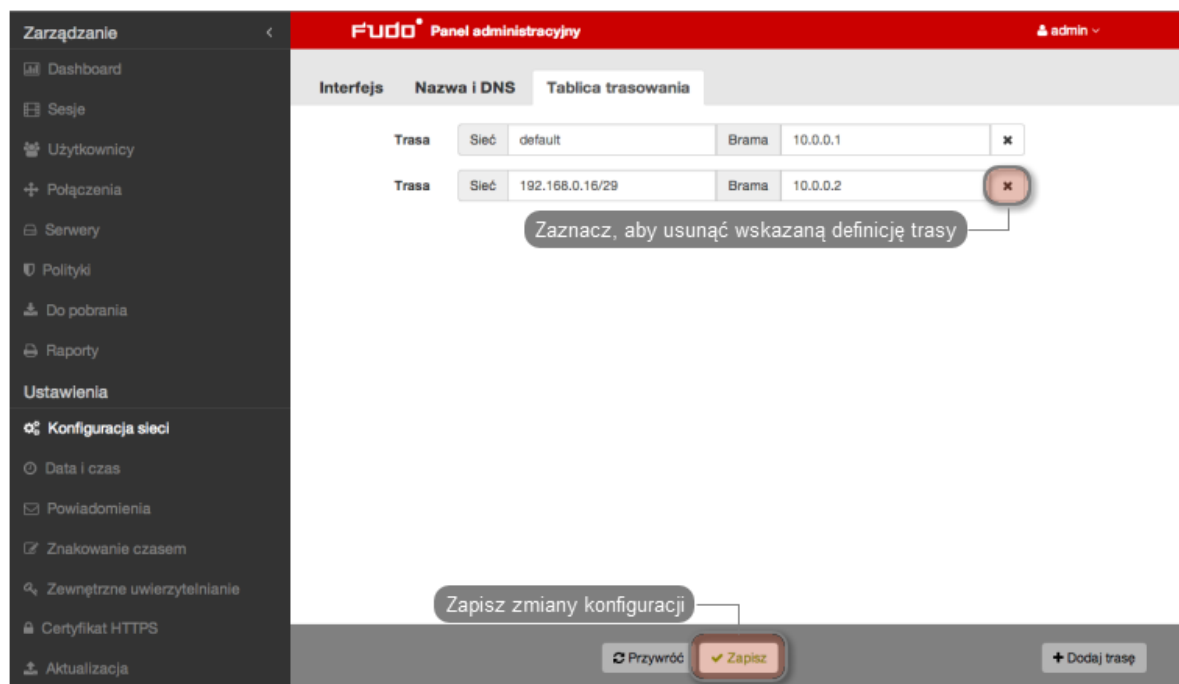 Zarządzanie
Dashboard
Sesje
Użytkownicy
Połączenia
Serwery
Polityki
Do pobrania
Raporty
Ustawienia
Konfiguracja sieci
Data i czas
Powiadomienia
Znakowanie czasem
Zewnętrzne uwierzytelnianie
Certyfikat HTTPS
Aktualizacja
FUDO Panel administracyjny
admin
Interfejs Nazwa i DNS Tablica trasowania
Trasa Sieć default Brama 10.0.0.1
Trasa Sieć 192.168.0.16/29 Brama 10.0.0.2
Zaznacz, aby usunąć wskazaną definicję trasy
Zapisz zmiany konfiguracji
Przywróć Zapisz + Dodaj trasę